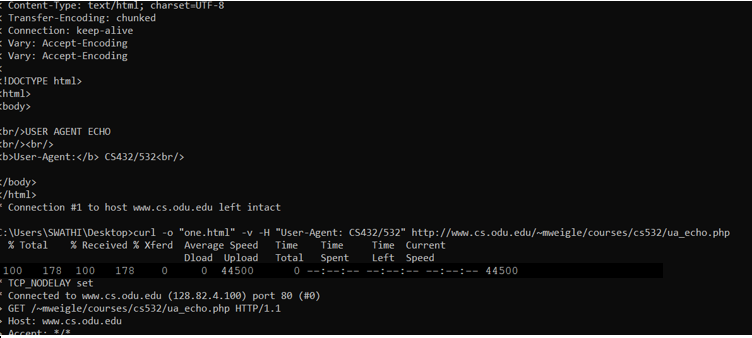 < Content-Type: text/html; charset=UTF-8
< Transfer-Encoding: chunked
< Connection: keep-alive
< Vary: Accept-Encoding
< Vary: Accept-Encoding
<
<!DOCTYPE html>
<html>
<body>
<br/>USER AGENT ECHO
<br/><br/>
<b>User-Agent:</b> CS432/532<br/>
</body>
</html>
* Connection #1 to host www.cs.odu.edu left intact
C:\Users\SWATHI\Desktop>curl -o "one.html" -v -H "User-Agent: CS432/532" http://www.cs.odu.edu/~mweigle/courses/cs532/ua_echo.php
% Total % Received % Xferd Average Speed Time Time Time Current
Dload Upload Total Spent Left Speed
100 178 100 178 0 0 44500 0 --:--:-- --:--:-- --:--:-- 44500
* TCP_NODELAY set
* Connected to www.cs.odu.edu (128.82.4.100) port 80 (#0)
> GET /~mweigle/courses/cs532/ua_echo.php HTTP/1.1
> Host: www.cs.odu.edu
> Accept: */*